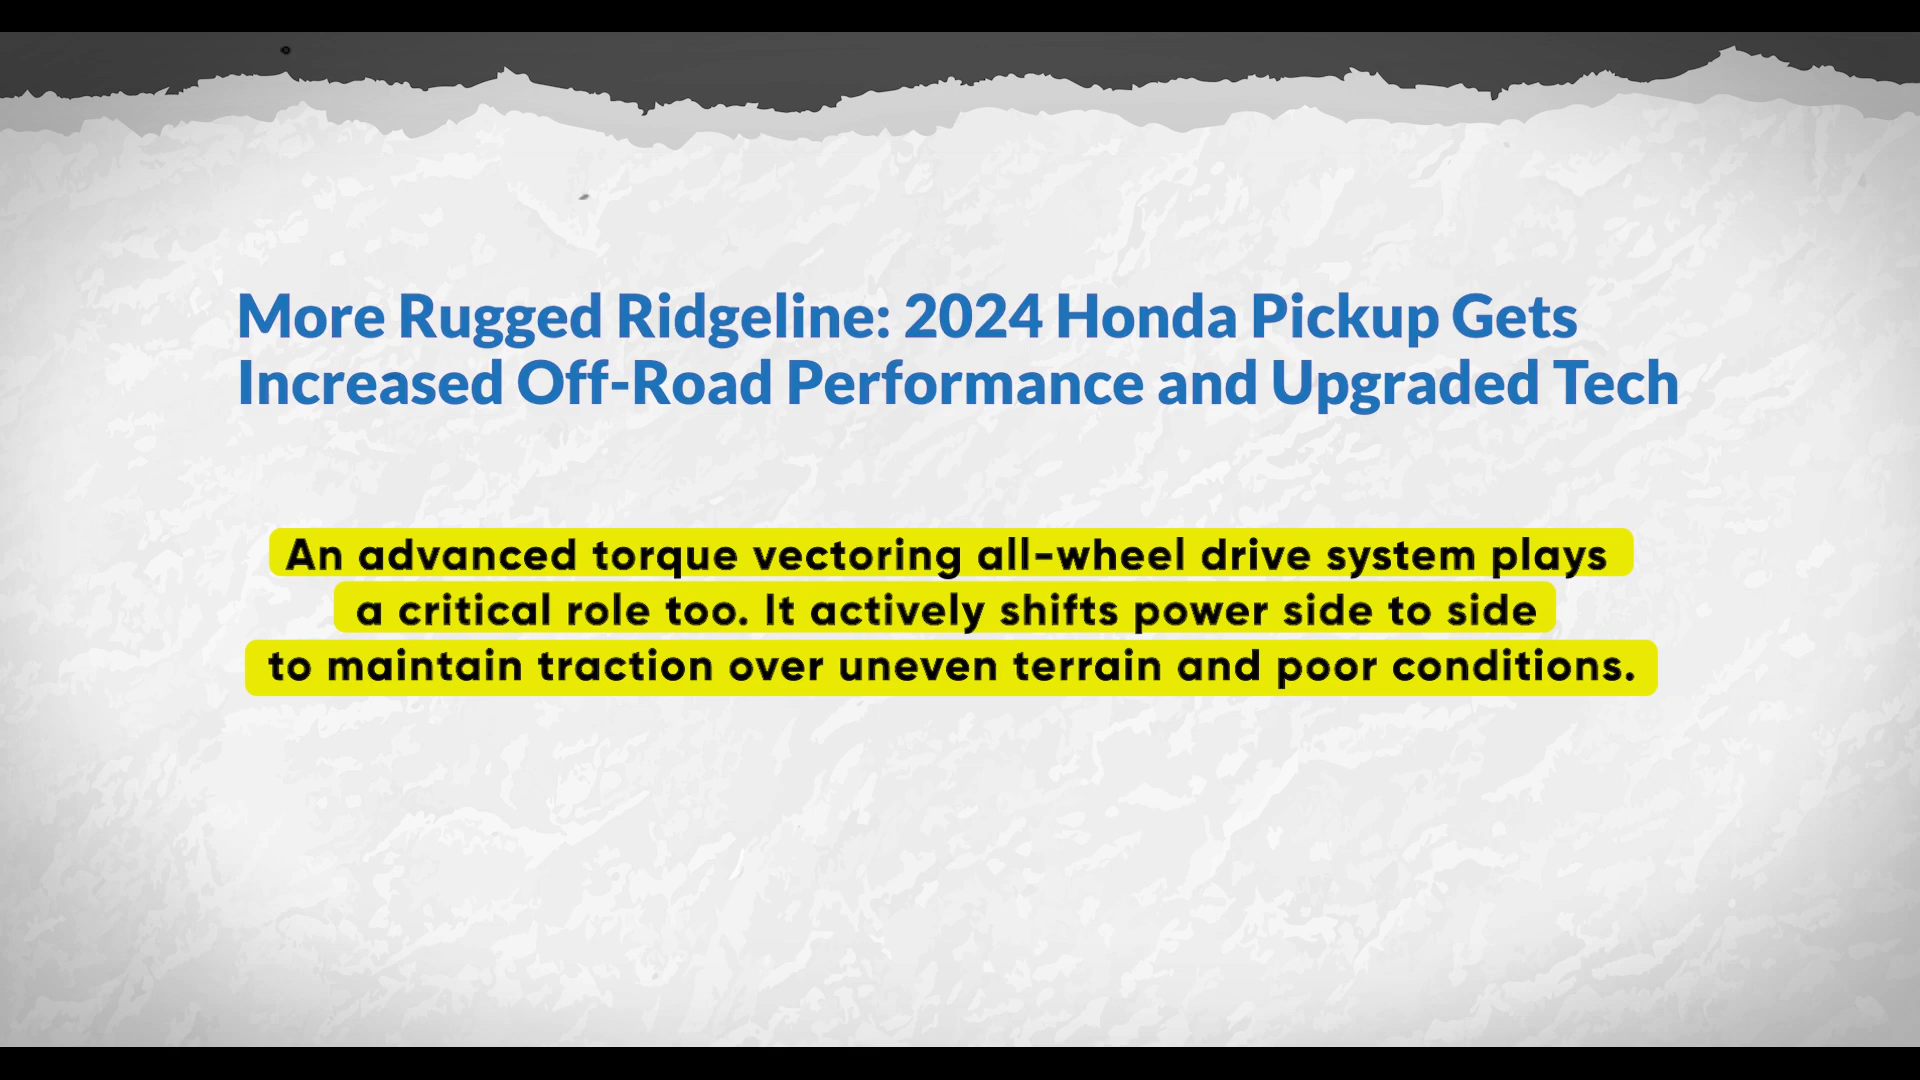 More Rugged Ridgeline: 2024 Honda Pickup Gets
Increased Off-Road Performance and Upgraded Tech
An advanced torque vectoring all-wheel drive system plays
a critical role too. It actively shifts power side to side
to maintain traction over uneven terrain and poor conditions.